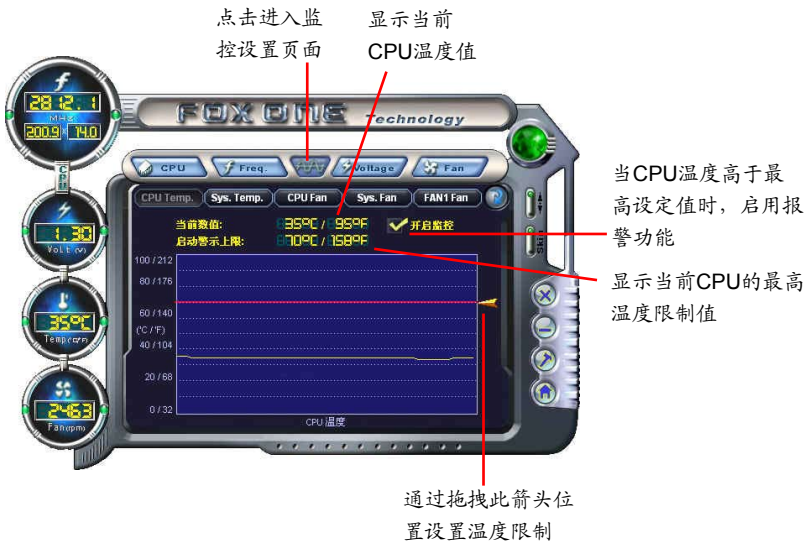 点击进入监
控设置页面
显示当前
CPU温度值
2812.1
MHz
200.9 x 14.0
FOX ONE Technology
CPU
Freq.
Voltage
Fan
CPU
CPU Temp.
Sys. Temp.
CPU Fan
Sys. Fan
FAN1 Fan
?
当前数值: 35°C / 95°F
开启监控
启动警示上限: 70°C / 158°F
1.30
Volt (v)
35°C
Temp(c/F)
2463
Fan(rpm)
Skin
100 / 212
80 / 176
60 / 140
(°C / °F)
40 / 104
20 / 68
0 / 32
CPU 温度
当CPU温度高于最
高设定值时，启用报
警功能
显示当前CPU的最高
温度限制值
通过拖拽此箭头位
置设置温度限制